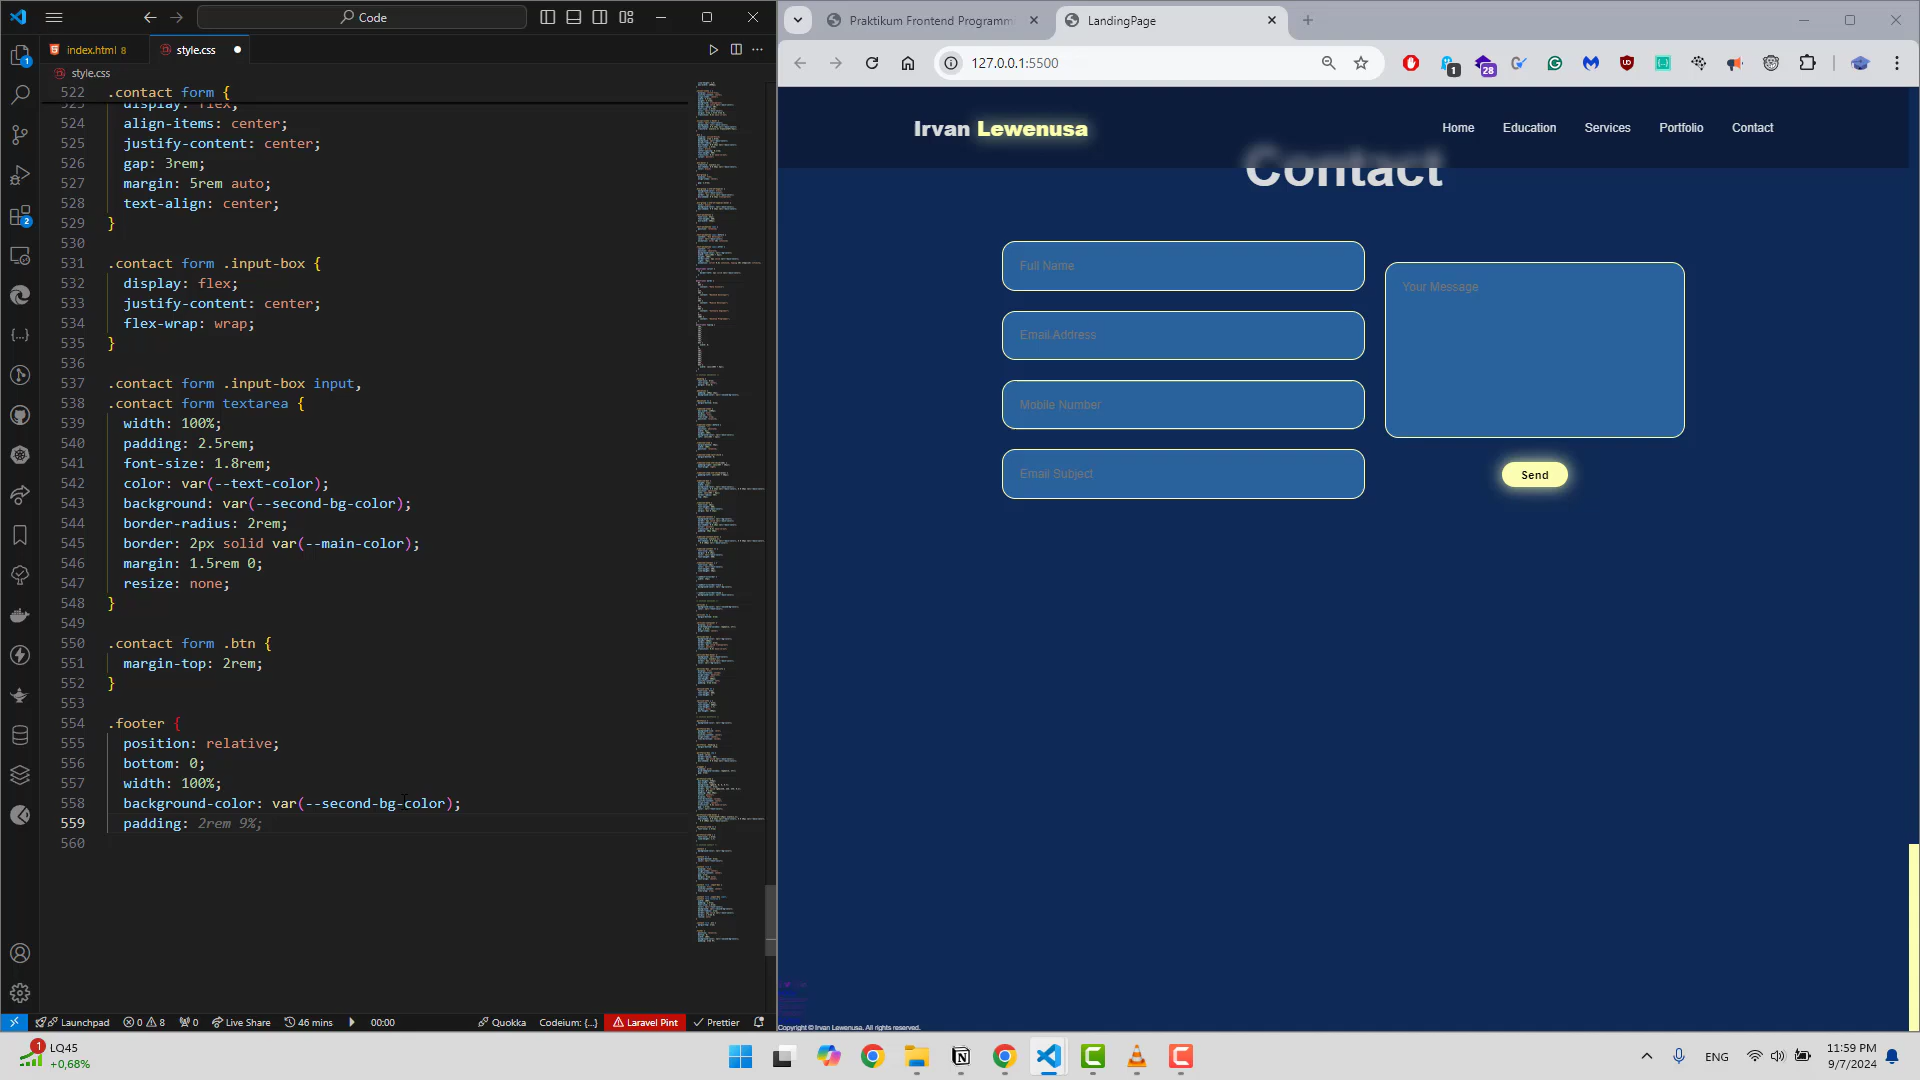 Code
index.html 8
style.css
style.css
522 .contact form {
523 display: flex;
524 align-items: center;
525 justify-content: center;
526 gap: 3rem;
527 margin: 5rem auto;
528 text-align: center;
529 }
530
531 .contact form .input-box {
532 display: flex;
533 justify-content: center;
534 flex-wrap: wrap;
535 }
536
537 .contact form .input-box input,
538 .contact form textarea {
539 width: 100%;
540 padding: 2.5rem;
541 font-size: 1.8rem;
542 color: var(--text-color);
543 background: var(--second-bg-color);
544 border-radius: 2rem;
545 border: 2px solid var(--main-color);
546 margin: 1.5rem 0;
547 resize: none;
548 }
549
550 .contact form .btn {
551 margin-top: 2rem;
552 }
553
554 .footer {
555 position: relative;
556 bottom: 0;
557 width: 100%;
558 background-color: var(--second-bg-color);
559 padding: 2rem 9%;
560
1
2
Launchpad 0 8 0 Live Share 46 mins 00:00 Quokka Codeium: {...} Laravel Pint Prettier
Praktikum Frontend Programm
LandingPage
127.0.0.1:5500
1
28
Irvan Lewenusa
Home Education Services Portfolio Contact
Contact
Full Name
Email Address
Mobile Number
Email Subject
Your Message
Send
Copyright © Irvan Lewenusa. All rights reserved.
1
LQ45
+0,68%
ENG
11:59 PM
9/7/2024